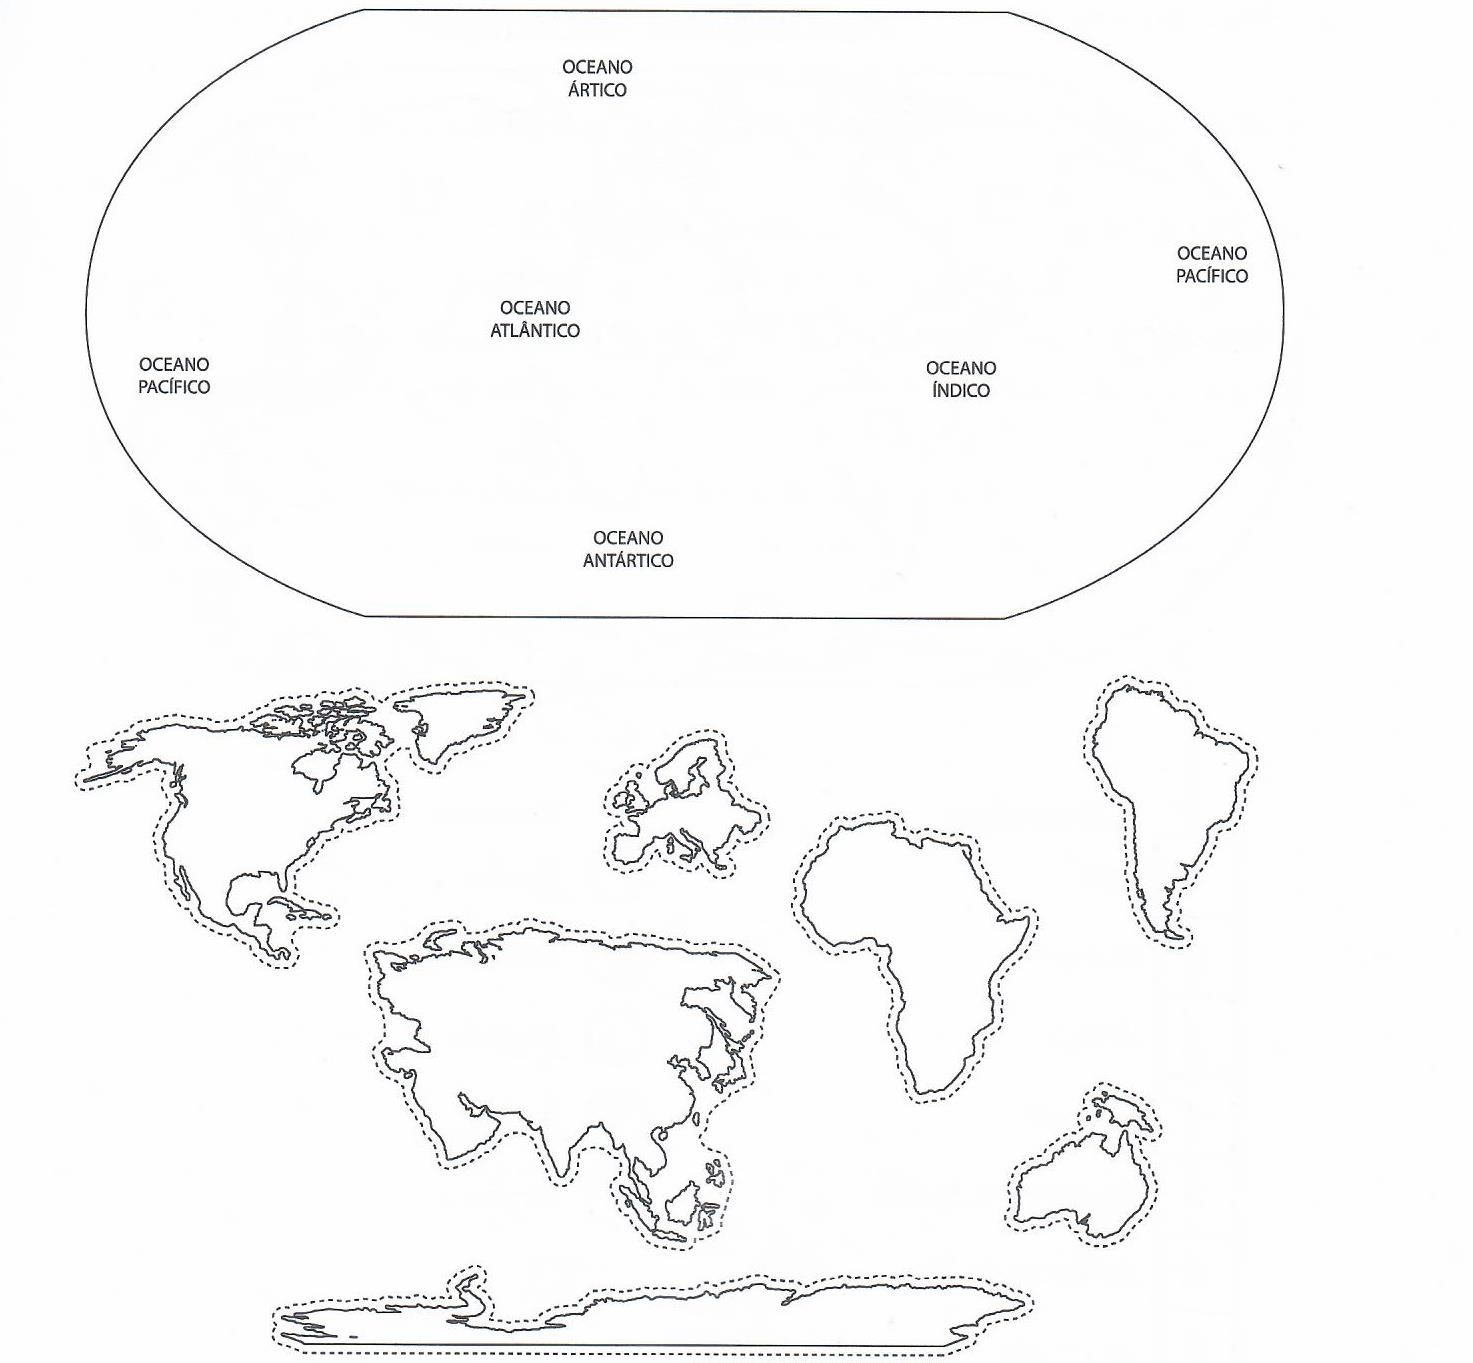 OCEANO
ÁRTICO
OCEANO
PACÍFICO
OCEANO
ATLÂNTICO
OCEANO
PACÍFICO
OCEANO
ÍNDICO
OCEANO
ANTÁRTICO